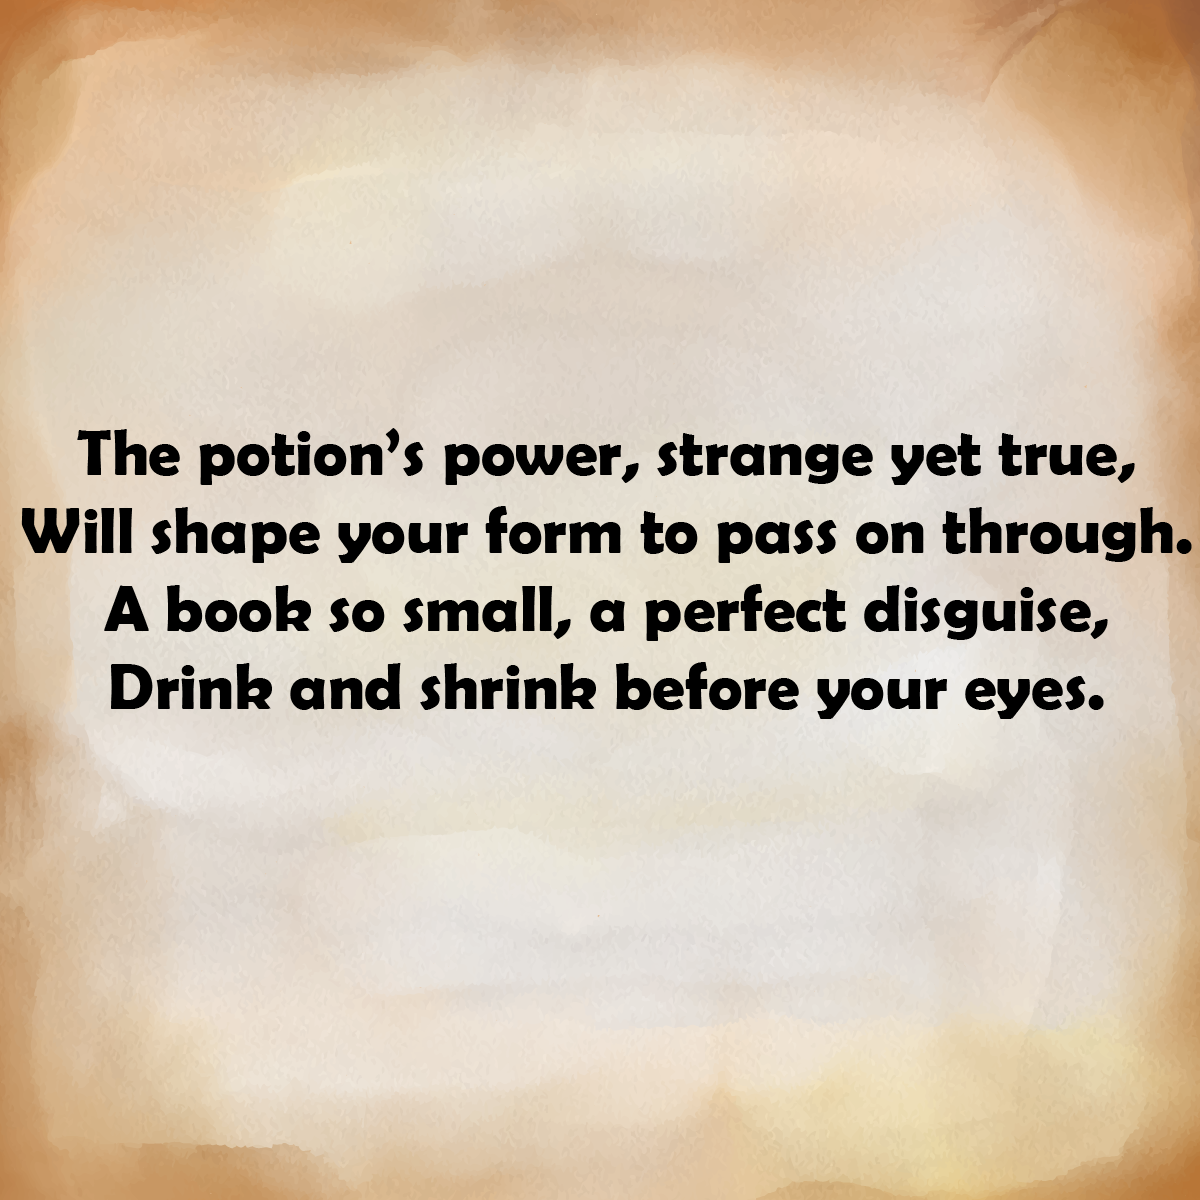 The potion’s power, strange yet true,
Will shape your form to pass on through.
A book so small, a perfect disguise,
Drink and shrink before your eyes.